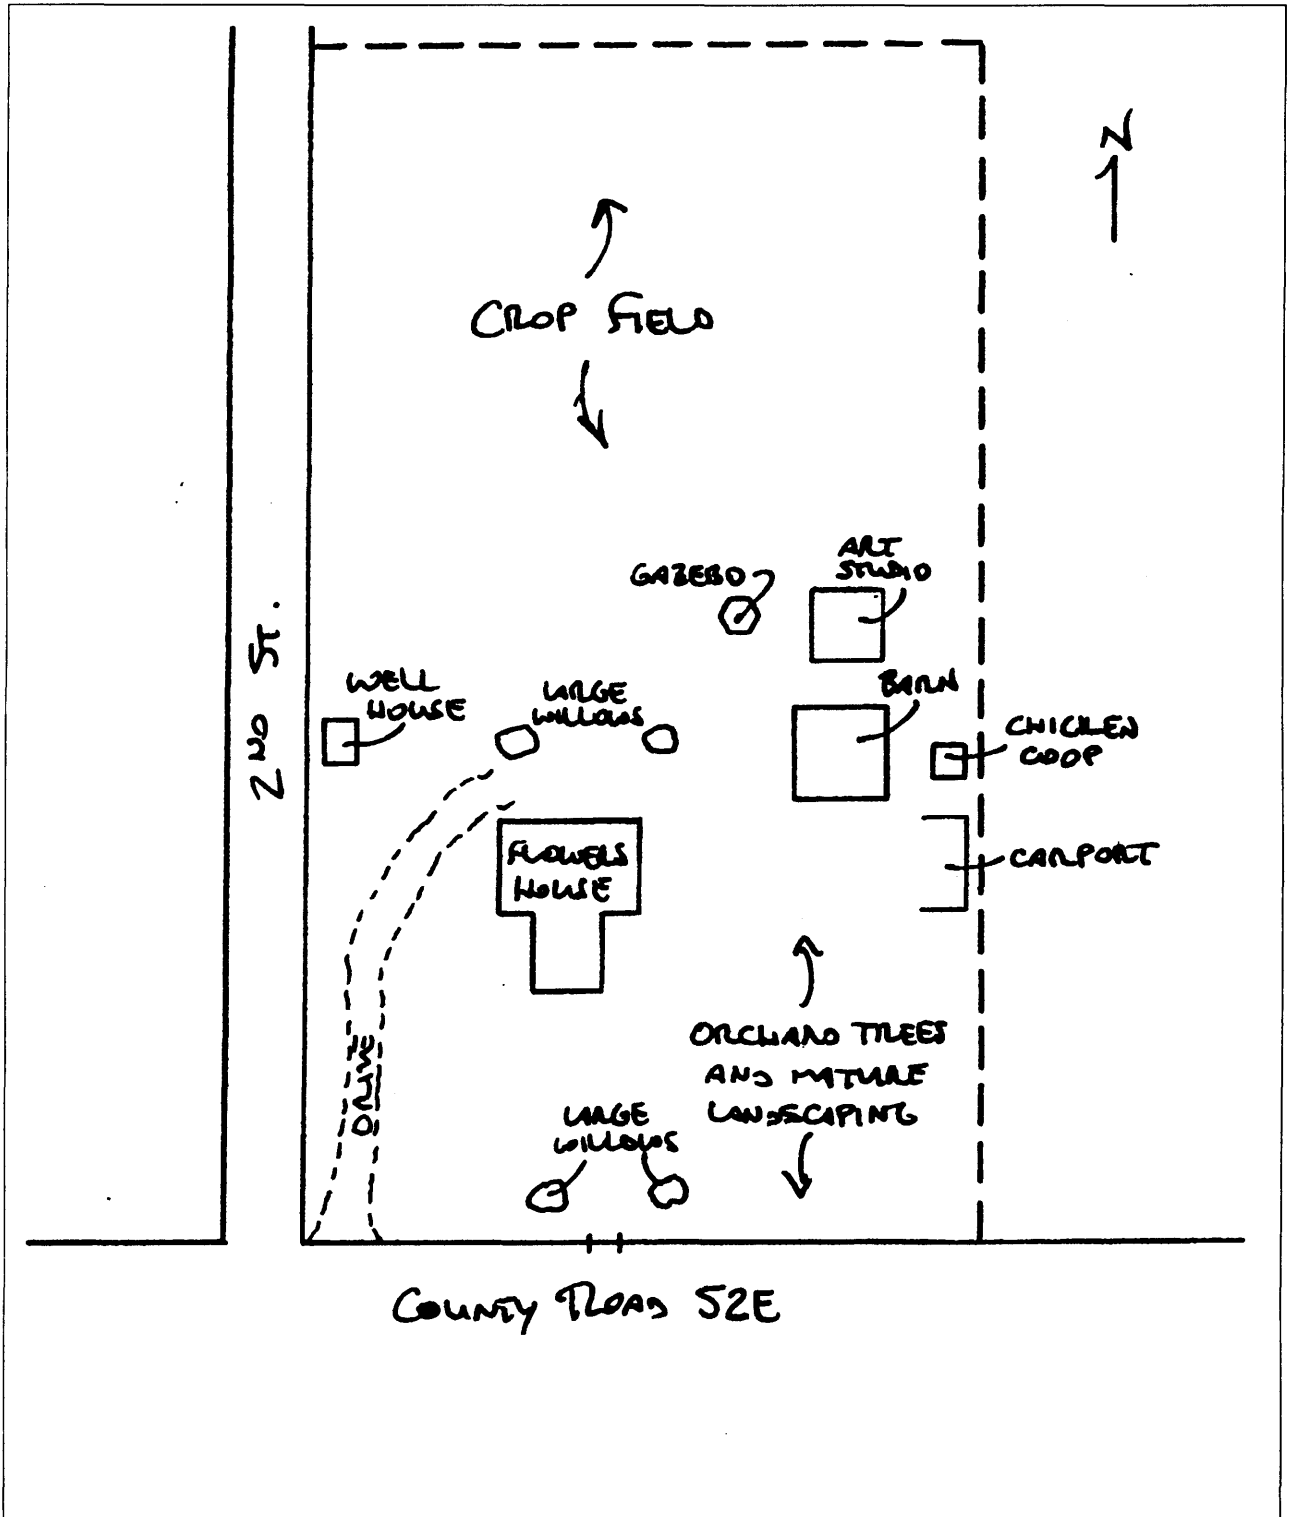 N
CROP FIELD
ART
STUDIO
GAZEBO
2ND ST.
WELL
HOUSE
LARGE
WILLOWS
BARN
CHICKEN
COOP
FLOWERS
HOUSE
CARPORT
DRIVE
ORCHARD TREES
AND MATURE
LANDSCAPING
LARGE
WILLOWS
COUNTY ROAD 52E